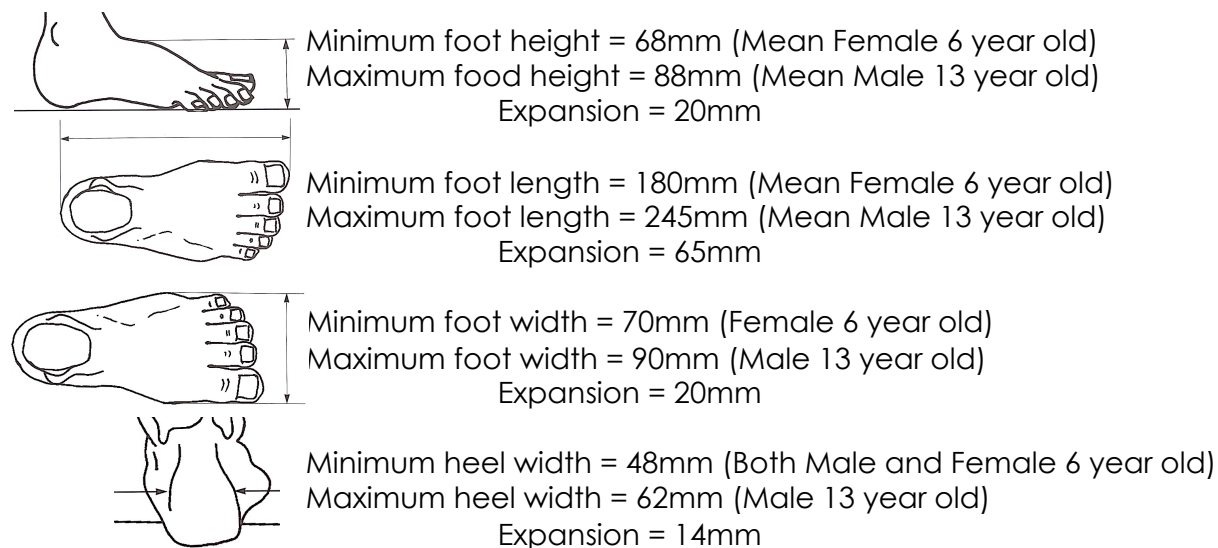 Minimum foot height = 68mm (Mean Female 6 year old)
Maximum food height = 88mm (Mean Male 13 year old)
Expansion = 20mm
Minimum foot length = 180mm (Mean Female 6 year old)
Maximum foot length = 245mm (Mean Male 13 year old)
Expansion = 65mm
Minimum foot width = 70mm (Female 6 year old)
Maximum foot width = 90mm (Male 13 year old)
Expansion = 20mm
Minimum heel width = 48mm (Both Male and Female 6 year old)
Maximum heel width = 62mm (Male 13 year old)
Expansion = 14mm